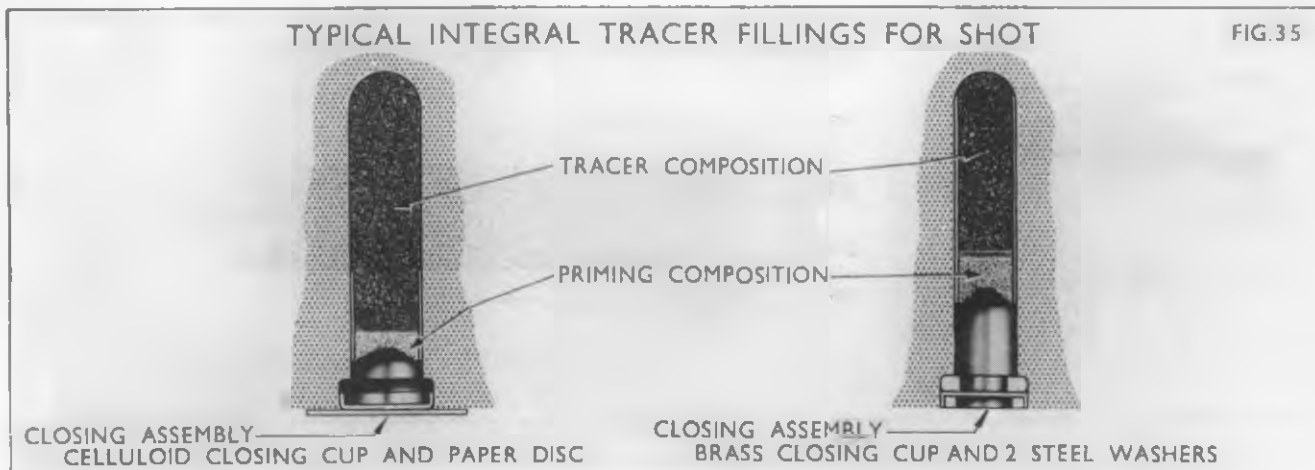 TYPICAL INTEGRAL TRACER FILLINGS FOR SHOT
FIG.35
TRACER COMPOSITION
PRIMING COMPOSITION
CLOSING ASSEMBLY
CELLULOID CLOSING CUP AND PAPER DISC
CLOSING ASSEMBLY
BRASS CLOSING CUP AND 2 STEEL WASHERS